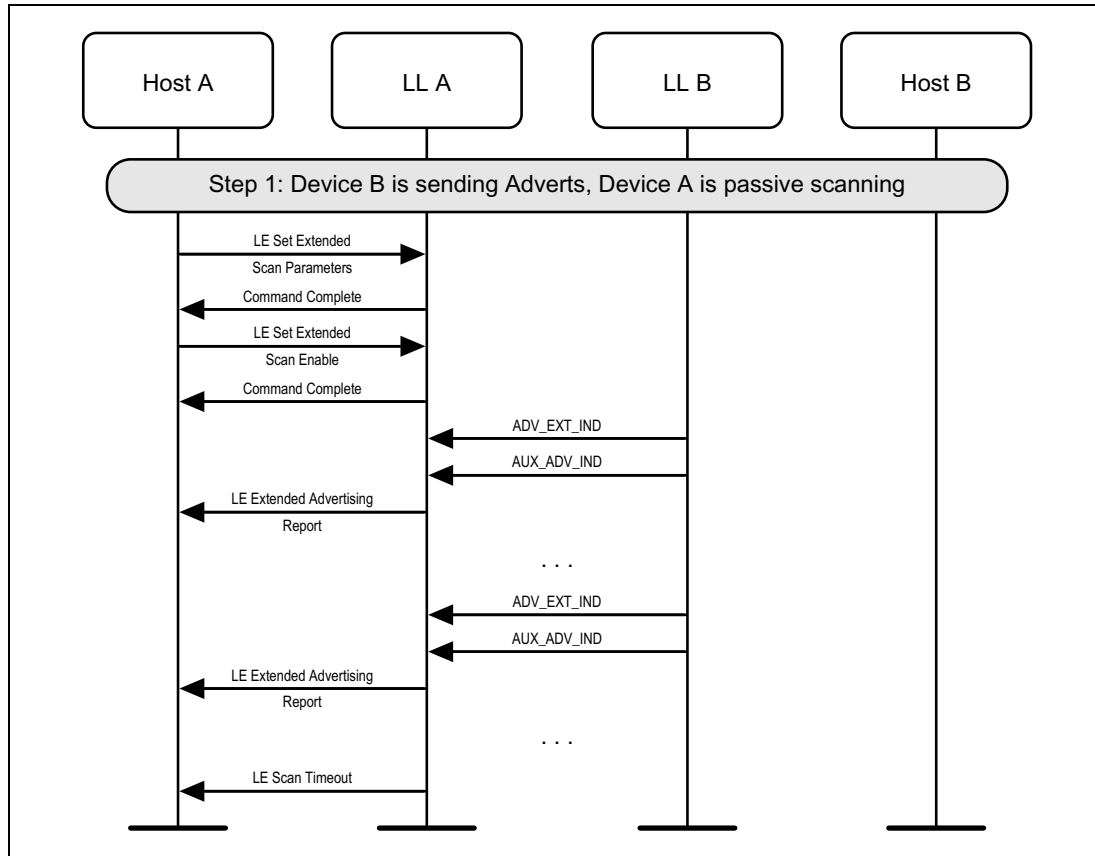 Host A
LL A
LL B
Host B
Step 1: Device B is sending Adverts, Device A is passive scanning
LE Set Extended
Scan Parameters
Command Complete
LE Set Extended
Scan Enable
Command Complete
ADV_EXT_IND
AUX_ADV_IND
LE Extended Advertising
Report
. . .
ADV_EXT_IND
AUX_ADV_IND
LE Extended Advertising
Report
. . .
LE Scan Timeout